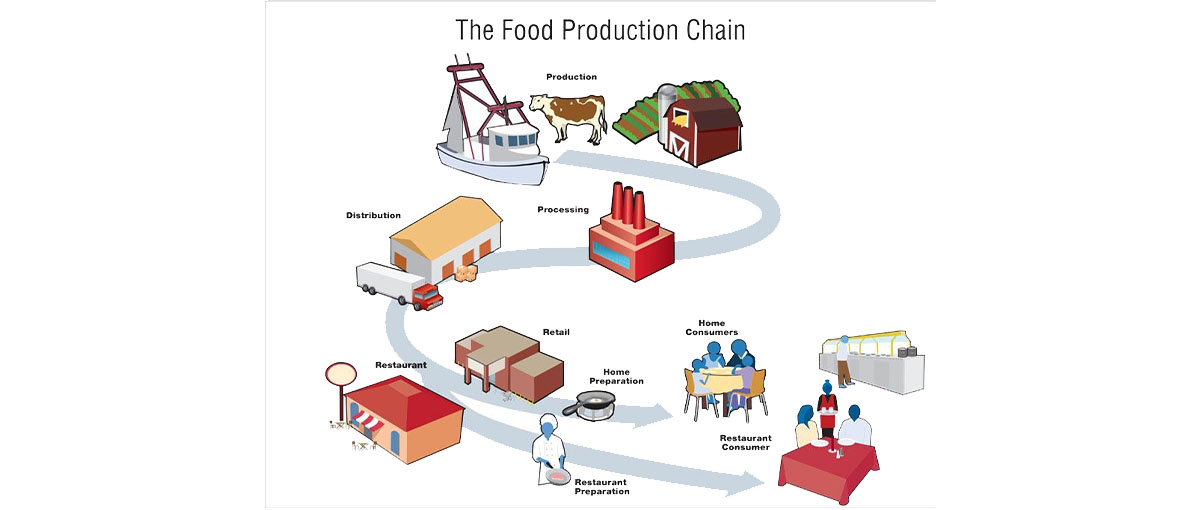 The Food Production Chain
Production
Distribution
Processing
Retail
Home
Consumers
Restaurant
Home
Preparation
Restaurant
Consumer
Restaurant
Preparation